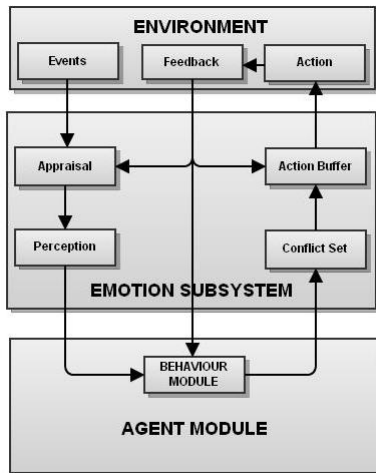 ENVIRONMENT
Events
Feedback
Action
Appraisal
Action Buffer
Perception
Conflict Set
EMOTION SUBSYSTEM
BEHAVIOUR
MODULE
AGENT MODULE